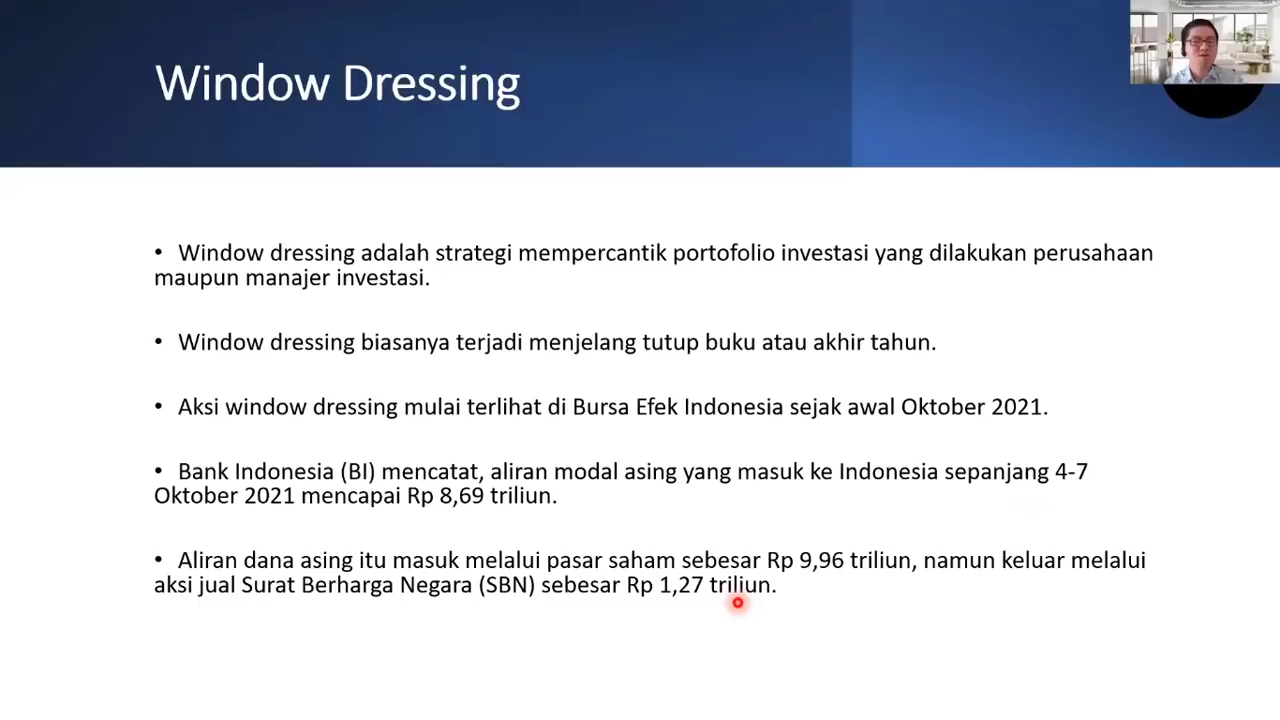 Window Dressing
• Window dressing adalah strategi mempercantik portofolio investasi yang dilakukan perusahaan
maupun manajer investasi.
• Window dressing biasanya terjadi menjelang tutup buku atau akhir tahun.
• Aksi window dressing mulai terlihat di Bursa Efek Indonesia sejak awal Oktober 2021.
• Bank Indonesia (BI) mencatat, aliran modal asing yang masuk ke Indonesia sepanjang 4-7
Oktober 2021 mencapai Rp 8,69 triliun.
• Aliran dana asing itu masuk melalui pasar saham sebesar Rp 9,96 triliun, namun keluar melalui
aksi jual Surat Berharga Negara (SBN) sebesar Rp 1,27 triliun.